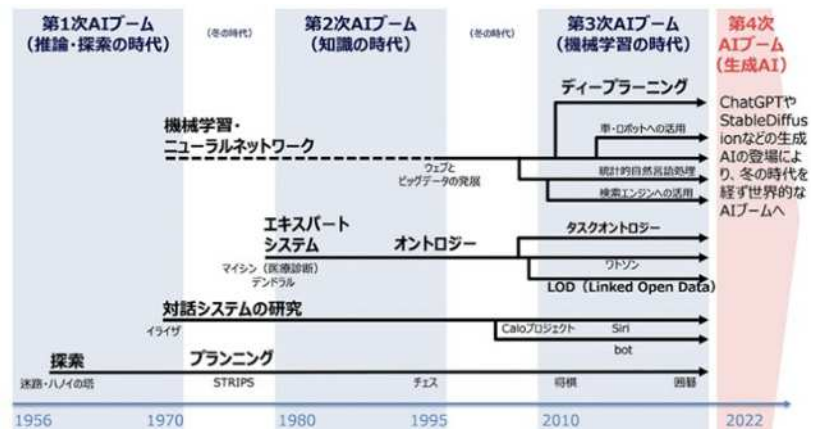 第1次AIブーム
(推論・探索の時代)
(冬の時代)
第2次AIブーム
(知識の時代)
(冬の時代)
第3次AIブーム
(機械学習の時代)
第4次
AIブーム
(生成AI)
ディープラーニング
機械学習・
ニューラルネットワーク
車・ロボットへの活用
ウェブと
ビッグデータの発展
統計的自然言語処理
検索エンジンへの活用
ChatGPTや
StableDiffus
ionなどの生成
AIの登場によ
り、冬の時代を
経ず世界的な
AIブームへ
エキスパート
システム
オントロジー
タスクオントロジー
マイシン（医療診断）
デンドラル
ワトソン
LOD（Linked Open Data）
対話システムの研究
イライザ
Caloプロジェクト
Siri
bot
探索
プランニング
迷路・ハノイの塔
STRIPS
チェス
将棋
囲碁
1956
1970
1980
1995
2010
2022